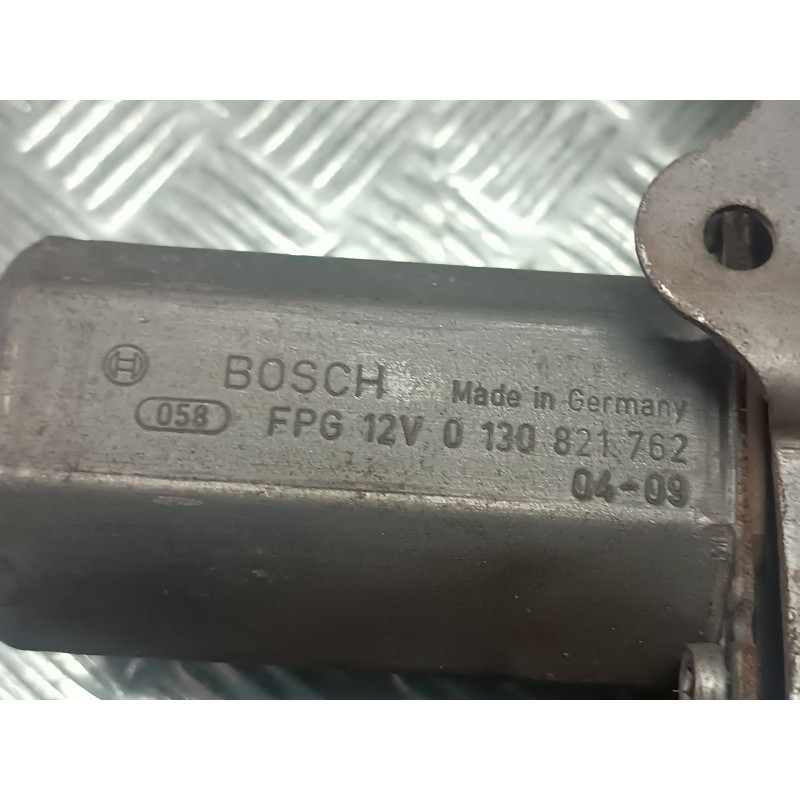 BOSCH Made in Germany
058 FPG 12V 0 130 821 762
04-09